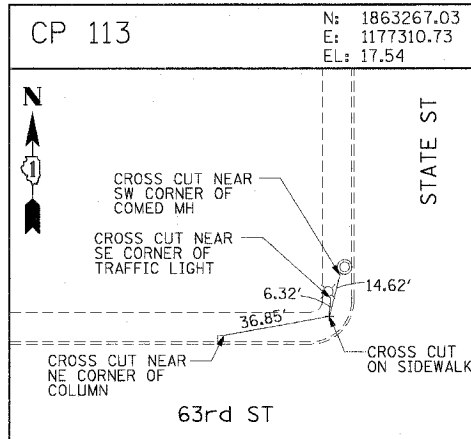 CP 113
N: 1863267.03
E: 1177310.73
EL: 17.54
N
1
STATE ST
CROSS CUT NEAR
SW CORNER OF
COMED MH
CROSS CUT NEAR
SE CORNER OF
TRAFFIC LIGHT
6.32'
14.62'
36.85'
CROSS CUT NEAR
NE CORNER OF
COLUMN
CROSS CUT
ON SIDEWALK
63rd ST